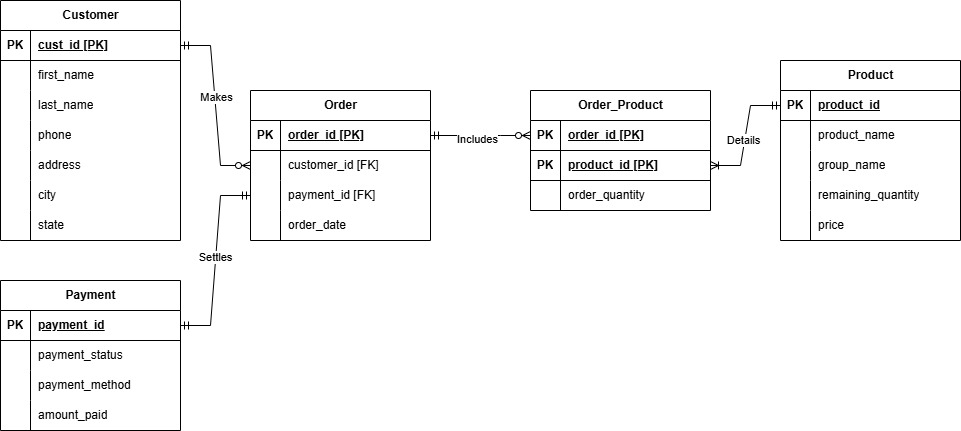 Customer
PK cust_id [PK]
first_name
last_name
phone
address
city
state
Makes
Order
PK order_id [PK]
customer_id [FK]
payment_id [FK]
order_date
Includes
Order_Product
PK order_id [PK]
PK product_id [PK]
order_quantity
Details
Product
PK product_id
product_name
group_name
remaining_quantity
price
Settles
Payment
PK payment_id
payment_status
payment_method
amount_paid